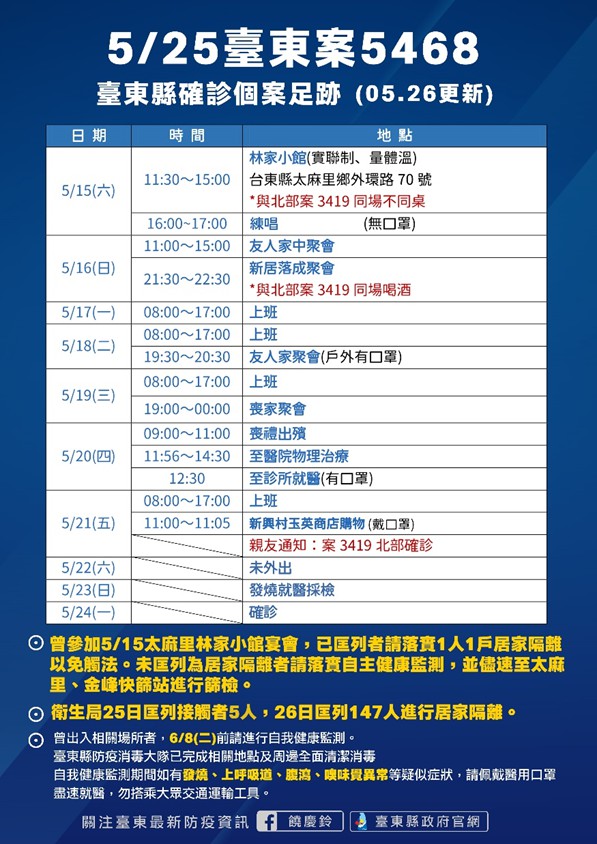 5/25臺東案5468
臺東縣確診個案足跡 (05.26更新)
日期 時間 地點
5/15(六) 11:30～15:00 林家小館(實聯制、量體溫)
台東縣太麻里鄉外環路 70 號
*與北部案 3419 同場不同桌
16:00~17:00 練唱 (無口罩)
5/16(日) 11:00～15:00 友人家中聚會
21:30～22:30 新居落成聚會
*與北部案 3419 同場喝酒
5/17(一) 08:00～17:00 上班
5/18(二) 08:00～17:00 上班
19:30～20:30 友人家聚會(戶外有口罩)
5/19(三) 08:00～17:00 上班
19:00～00:00 喪家聚會
5/20(四) 09:00～11:00 喪禮出殯
11:56～14:30 至醫院物理治療
12:30 至診所就醫(有口罩)
5/21(五) 08:00～17:00 上班
11:00～11:05 新興村玉英商店購物 (戴口罩)
親友通知：案 3419 北部確診
5/22(六) 未外出
5/23(日) 發燒就醫採檢
5/24(一) 確診
曾參加5/15太麻里林家小館宴會，已匡列者請落實1人1戶居家隔離
以免觸法。未匡列為居家隔離者請落實自主健康監測，並儘速至太麻
里、金峰快篩站進行篩檢。
衛生局25日匡列接觸者5人，26日匡列147人進行居家隔離。
曾出入相關場所者，6/8(二)前請進行自我健康監測。
臺東縣防疫消毒大隊已完成相關地點及周邊全面清潔消毒
自我健康監測期間如有發燒、上呼吸道、腹瀉、嗅味覺異常等疑似症狀，請佩戴醫用口罩
盡速就醫，勿搭乘大眾交通運輸工具。
關注臺東最新防疫資訊 f 饒慶鈴 臺東縣政府官網